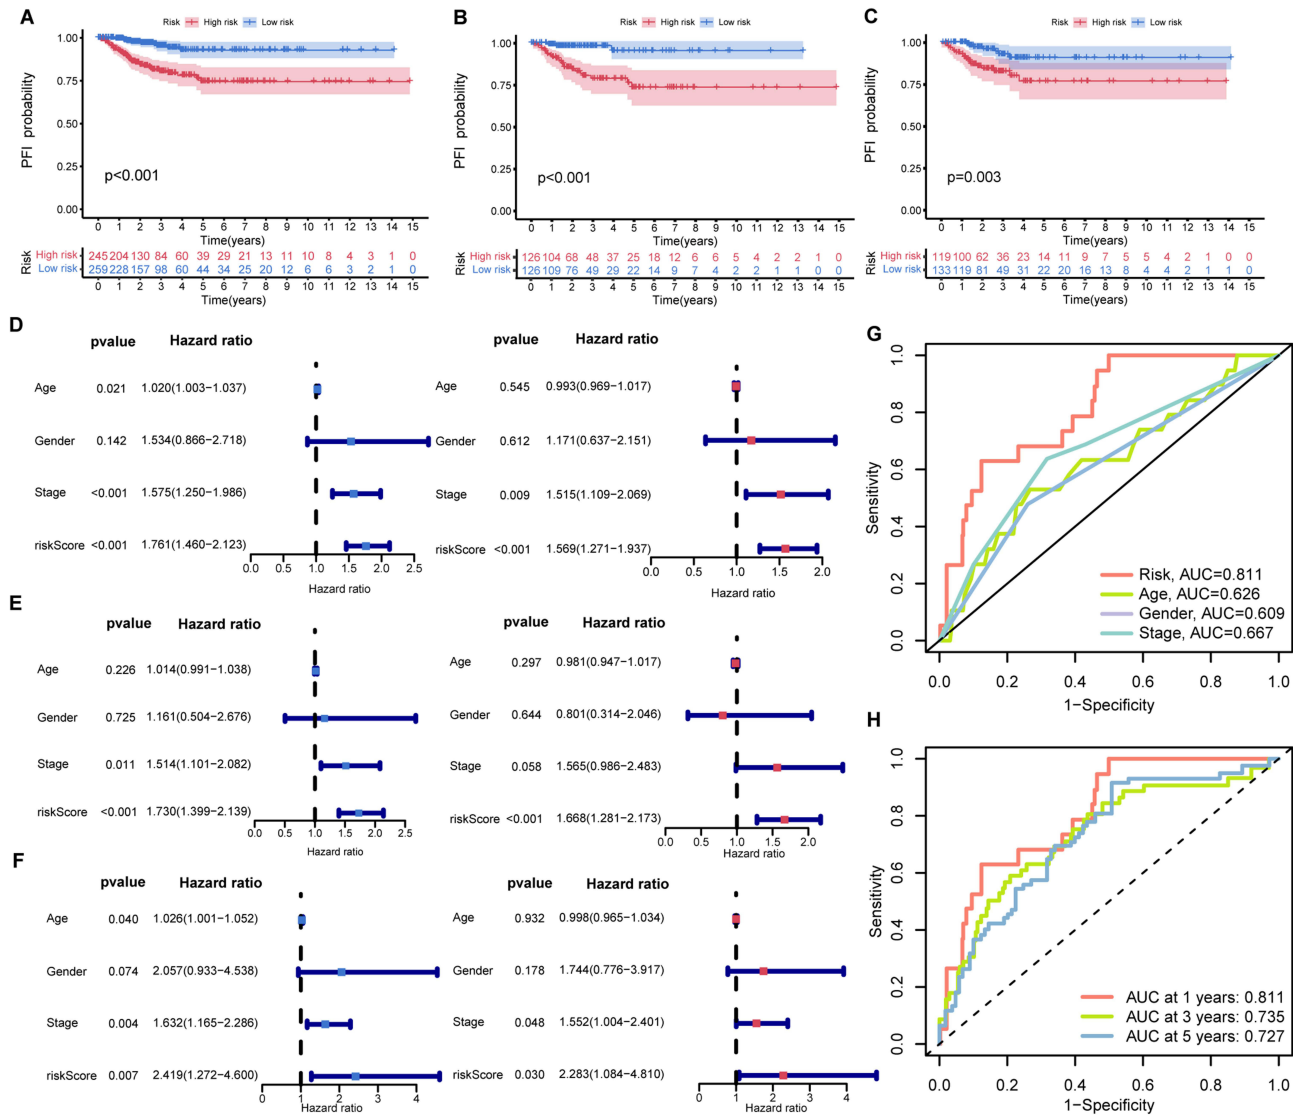 A
Risk High risk Low risk
PFI probability
1.00
0.75
0.50
0.25
0.00
p<0.001
0 1 2 3 4 5 6 7 8 9 10 11 12 13 14 15
Time(years)
Risk
High risk 245 204 130 84 60 39 29 21 13 11 10 8 4 3 1 0
Low risk 259 228 157 98 60 44 34 25 20 12 6 6 3 2 1 0
0 1 2 3 4 5 6 7 8 9 10 11 12 13 14 15
Time(years)
B
Risk High risk Low risk
PFI probability
1.00
0.75
0.50
0.25
0.00
p<0.001
0 1 2 3 4 5 6 7 8 9 10 11 12 13 14 15
Time(years)
Risk
High risk 126 104 68 48 37 25 18 12 6 6 5 4 2 2 1 0
Low risk 126 109 76 49 29 22 14 9 7 4 2 2 1 1 0 0
0 1 2 3 4 5 6 7 8 9 10 11 12 13 14 15
Time(years)
C
Risk High risk Low risk
PFI probability
1.00
0.75
0.50
0.25
0.00
p=0.003
0 1 2 3 4 5 6 7 8 9 10 11 12 13 14 15
Time(years)
Risk
High risk 119 100 62 36 23 14 11 9 7 5 5 4 2 1 0 0
Low risk 133 119 81 49 31 22 20 16 13 8 4 4 2 1 1 0
0 1 2 3 4 5 6 7 8 9 10 11 12 13 14 15
Time(years)
D
pvalue Hazard ratio
Age 0.021 1.020(1.003−1.037)
Gender 0.142 1.534(0.866−2.718)
Stage <0.001 1.575(1.250−1.986)
riskScore <0.001 1.761(1.460−2.123)
0.0 0.5 1.0 1.5 2.0 2.5
Hazard ratio
pvalue Hazard ratio
Age 0.545 0.993(0.969−1.017)
Gender 0.612 1.171(0.637−2.151)
Stage 0.009 1.515(1.109−2.069)
riskScore <0.001 1.569(1.271−1.937)
0.0 0.5 1.0 1.5 2.0
Hazard ratio
E
pvalue Hazard ratio
Age 0.226 1.014(0.991−1.038)
Gender 0.725 1.161(0.504−2.676)
Stage 0.011 1.514(1.101−2.082)
riskScore <0.001 1.730(1.399−2.139)
0.0 0.5 1.0 1.5 2.0 2.5
Hazard ratio
pvalue Hazard ratio
Age 0.297 0.981(0.947−1.017)
Gender 0.644 0.801(0.314−2.046)
Stage 0.058 1.565(0.986−2.483)
riskScore <0.001 1.668(1.281−2.173)
0.0 0.5 1.0 1.5 2.0
Hazard ratio
F
pvalue Hazard ratio
Age 0.040 1.026(1.001−1.052)
Gender 0.074 2.057(0.933−4.538)
Stage 0.004 1.632(1.165−2.286)
riskScore 0.007 2.419(1.272−4.600)
0 1 2 3 4
Hazard ratio
pvalue Hazard ratio
Age 0.932 0.998(0.965−1.034)
Gender 0.178 1.744(0.776−3.917)
Stage 0.048 1.552(1.004−2.401)
riskScore 0.030 2.283(1.084−4.810)
0 1 2 3 4
Hazard ratio
G
Sensitivity
1.0
0.8
0.6
0.4
0.2
0.0
Risk, AUC=0.811
Age, AUC=0.626
Gender, AUC=0.609
Stage, AUC=0.667
0.0 0.2 0.4 0.6 0.8 1.0
1−Specificity
H
Sensitivity
1.0
0.8
0.6
0.4
0.2
0.0
AUC at 1 years: 0.811
AUC at 3 years: 0.735
AUC at 5 years: 0.727
0.0 0.2 0.4 0.6 0.8 1.0
1−Specificity